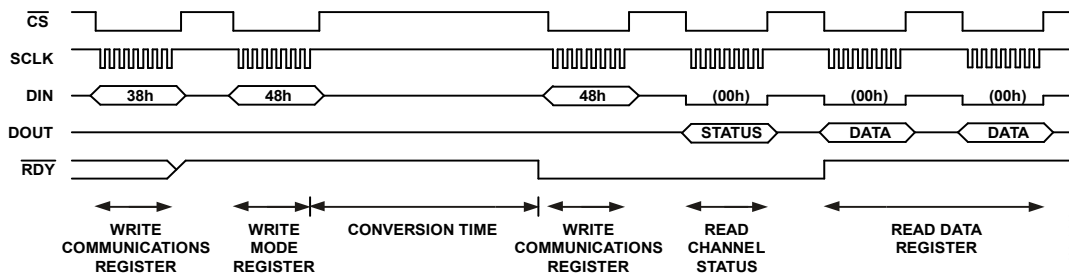 CS
SCLK
DIN
38h
48h
48h
(00h)
(00h)
(00h)
DOUT
STATUS
DATA
DATA
RDY
WRITE
COMMUNICATIONS
REGISTER
WRITE
MODE
REGISTER
CONVERSION TIME
WRITE
COMMUNICATIONS
REGISTER
READ
CHANNEL
STATUS
READ DATA
REGISTER